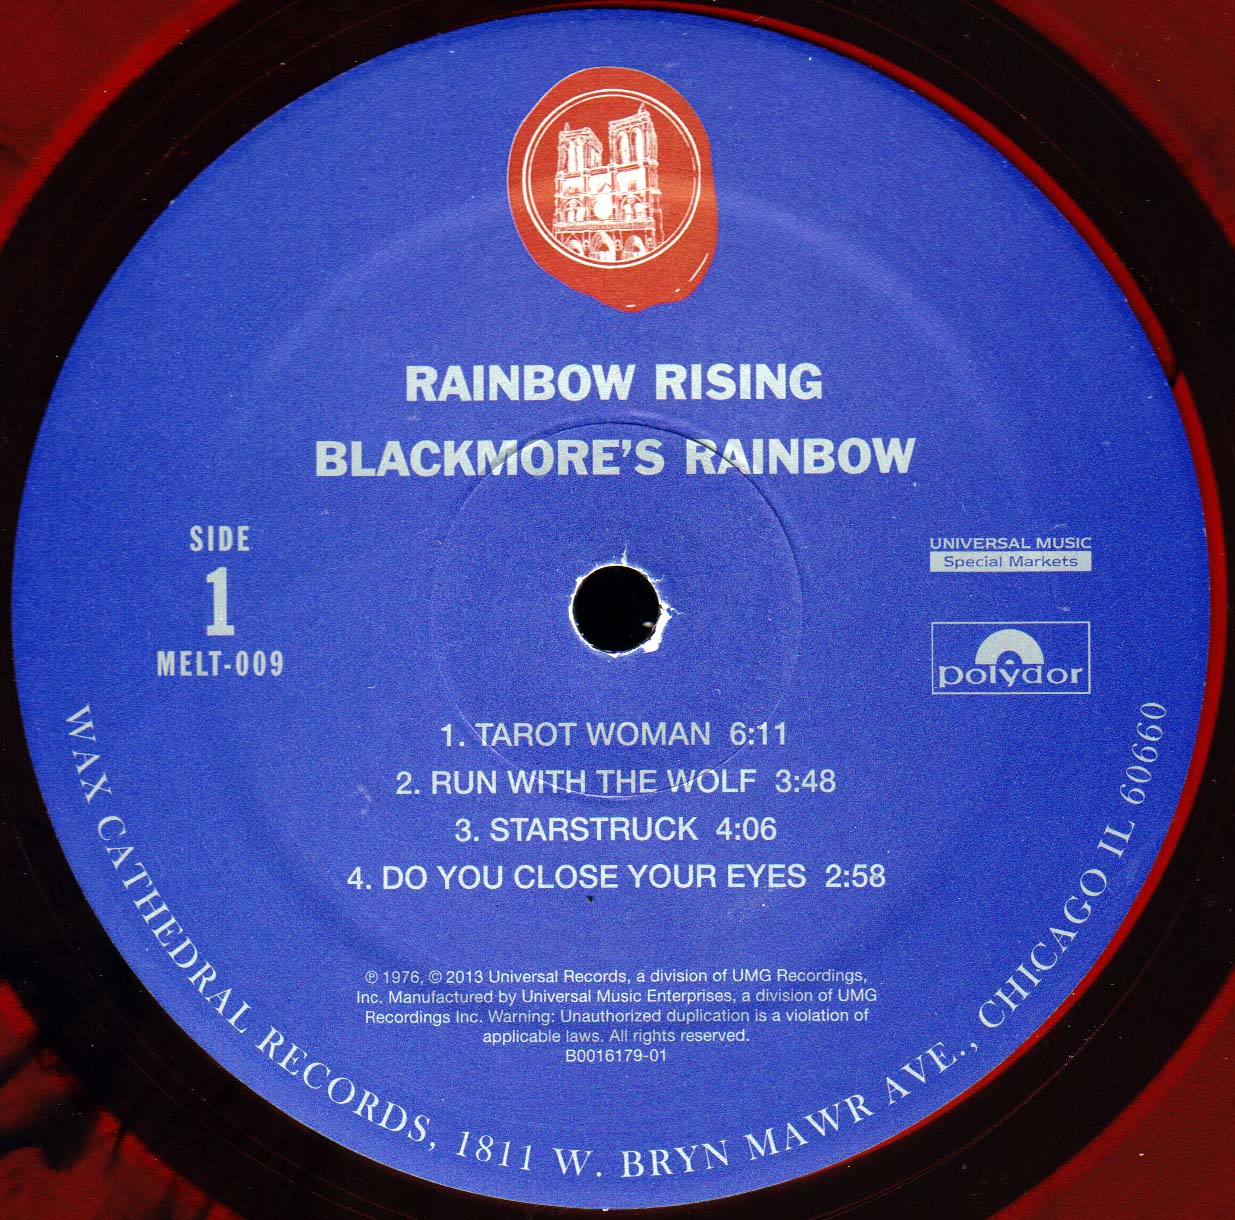 RAINBOW RISING
BLACKMORE'S RAINBOW
SIDE
1
MELT-009
UNIVERSAL MUSIC
Special Markets
polydor
1. TAROT WOMAN 6:11
2. RUN WITH THE WOLF 3:48
3. STARSTRUCK 4:06
4. DO YOU CLOSE YOUR EYES 2:58
℗ 1976, © 2013 Universal Records, a division of UMG Recordings,
Inc. Manufactured by Universal Music Enterprises, a division of UMG
Recordings Inc. Warning: Unauthorized duplication is a violation of
applicable laws. All rights reserved.
B0016179-01
WAX CATHEDRAL RECORDS, 1811 W. BRYN MAWR AVE., CHICAGO IL 60660